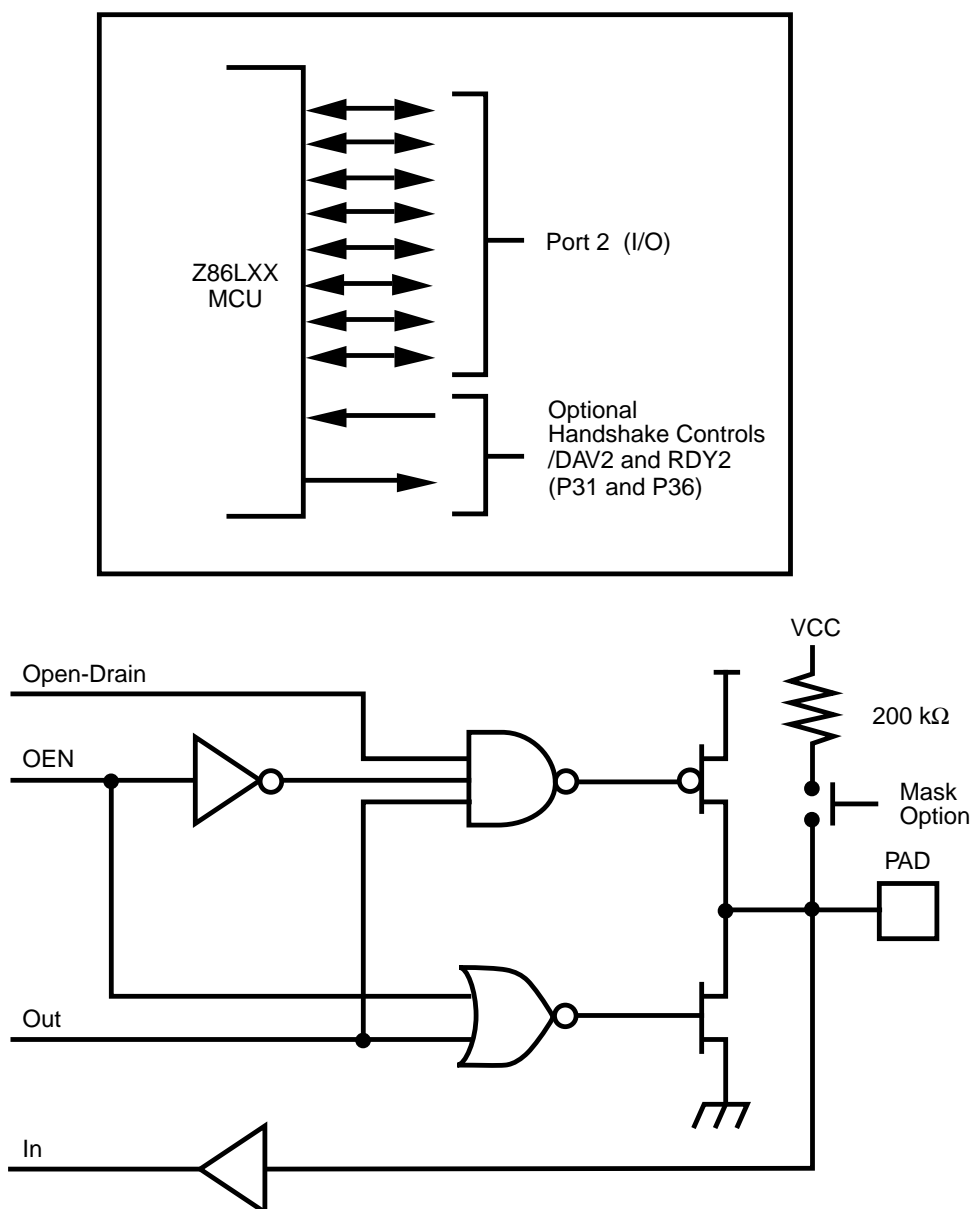 Z86LXX
MCU
Port 2 (I/O)
Optional
Handshake Controls
/DAV2 and RDY2
(P31 and P36)
VCC
Open-Drain
200 kΩ
OEN
Mask
Option
PAD
Out
In